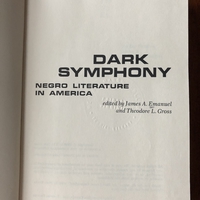 DARK
SYMPHONY
NEGRO LITERATURE
IN AMERICA
edited by James A. Emanuel
and Theodore L. Gross